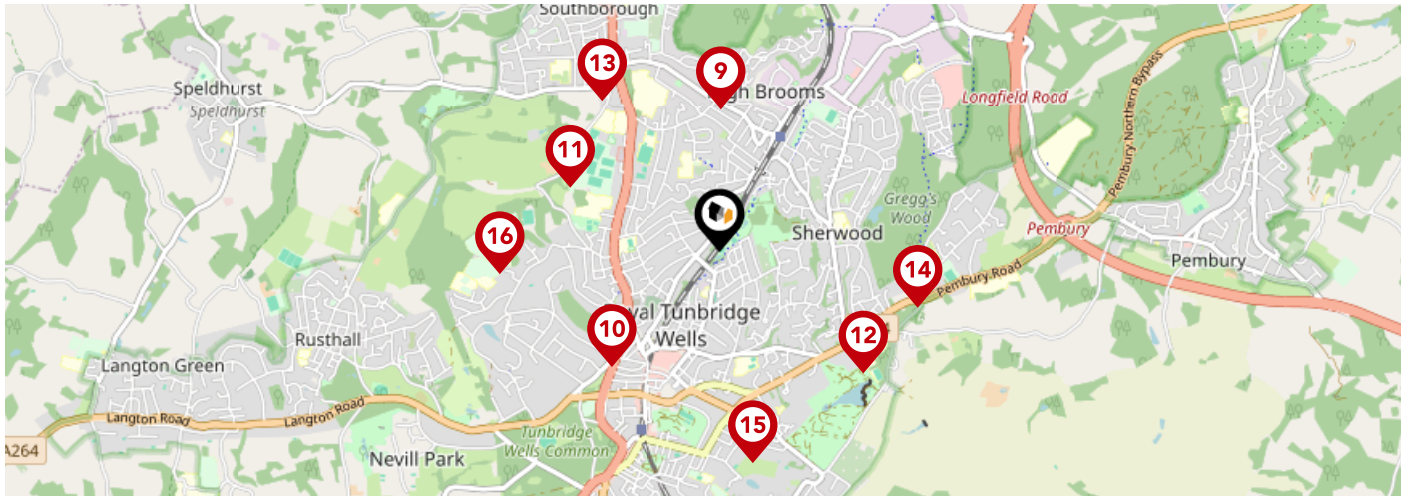 Southborough
13
9
Speldhurst
Speldhurst
gh Brooms
Longfield Road
Pembury Northern Bypass
11
Gregg's
Wood
16
Sherwood
Pembury
Pembury
14
Pembury Road
10
val Tunbridge
Wells
12
Rusthall
Langton Green
Langton Road
Langton Road
15
Tunbridge
Wells Common
A264
Nevill Park